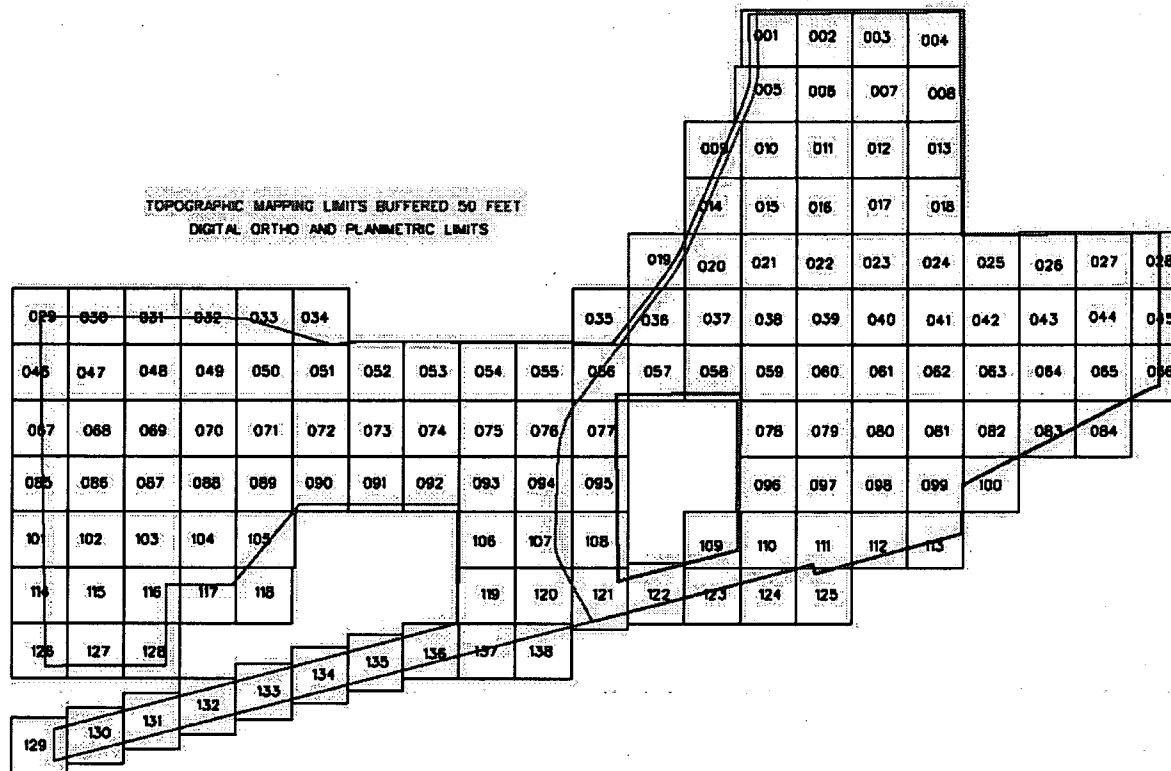 001 002 003 004
005 006 007 008
009 010 011 012 013
TOPOGRAPHIC MAPPING LIMITS BUFFERED 50 FEET
DIGITAL ORTHO AND PLANIMETRIC LIMITS
014 015 016 017 018
019 020 021 022 023 024 025 026 027 028
029 030 031 032 033 034 035 036 037 038 039 040 041 042 043 044 045
046 047 048 049 050 051 052 053 054 055 056 057 058 059 060 061 062 063 064 065 066
067 068 069 070 071 072 073 074 075 076 077 078 079 080 081 082 083 084
085 086 087 088 089 090 091 092 093 094 095 096 097 098 099 100
101 102 103 104 105 106 107 108 109 110 111 112 113
114 115 116 117 118 119 120 121 122 123 124 125
126 127 128 132 133 134 135 136 137 138
129 130 131